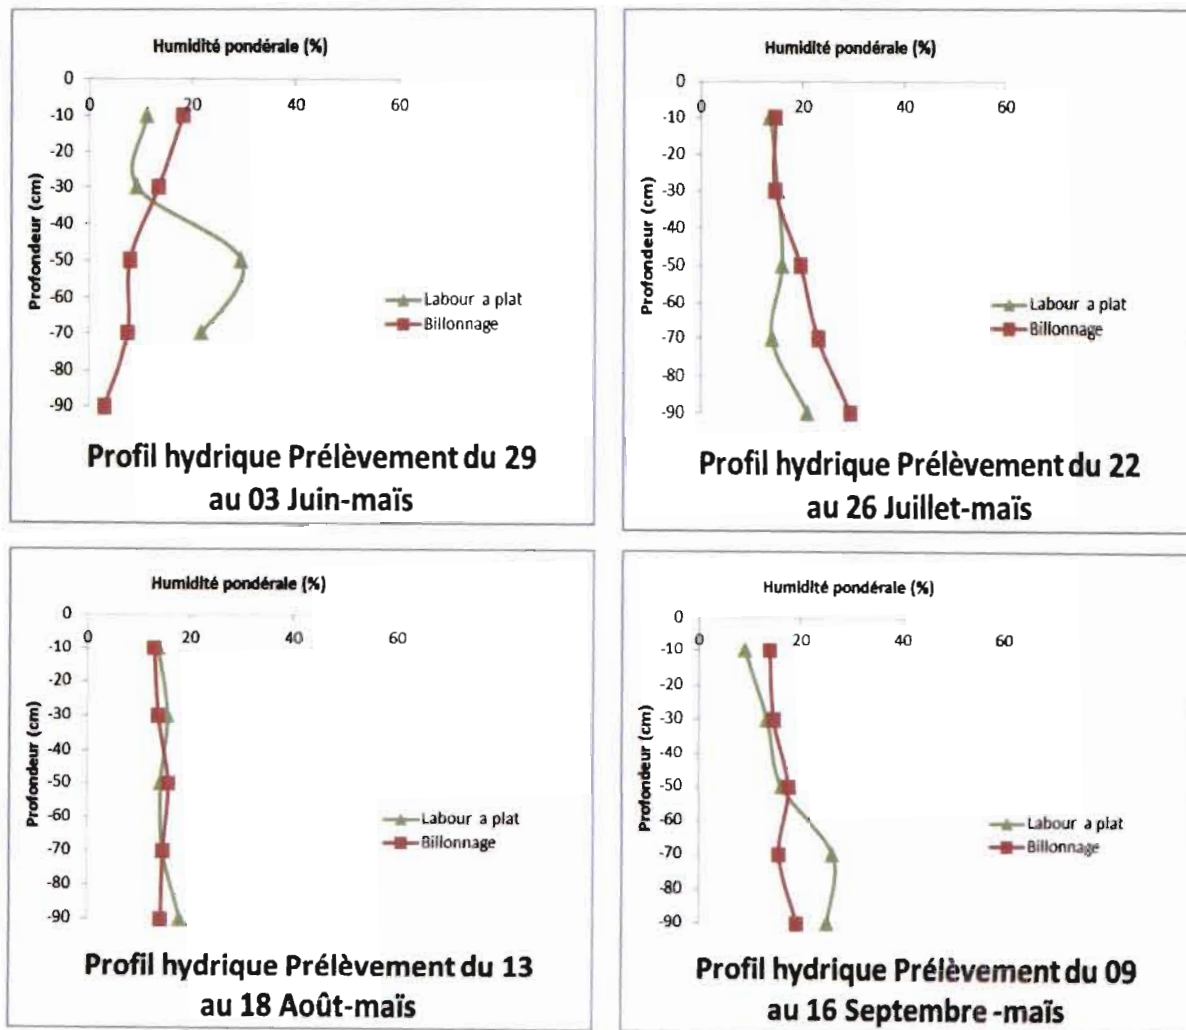 Humidité pondérale (%)
0 20 40 60
0
-10
-20
-30
-40
-50
-60
-70
-80
-90
Profondeur (cm)
Labour a plat
Billonnage
Profil hydrique Prélèvement du 29
au 03 Juin-maïs
Humidité pondérale (%)
0 20 40 60
0
-10
-20
-30
-40
-50
-60
-70
-80
-90
Profondeur (cm)
Labour a plat
Billonnage
Profil hydrique Prélèvement du 22
au 26 Juillet-maïs
Humidité pondérale (%)
0 20 40 60
0
-10
-20
-30
-40
-50
-60
-70
-80
-90
Profondeur (cm)
Labour a plat
Billonnage
Profil hydrique Prélèvement du 13
au 18 Août-maïs
Humidité pondérale (%)
0 20 40 60
0
-10
-20
-30
-40
-50
-60
-70
-80
-90
Profondeur (cm)
Labour a plat
Billonnage
Profil hydrique Prélèvement du 09
au 16 Septembre -maïs